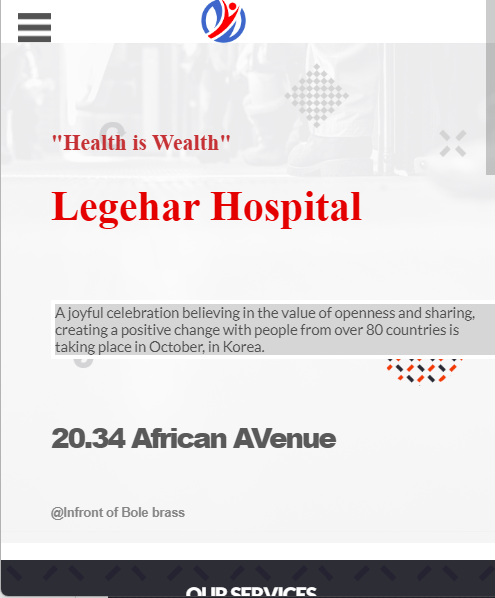 "Health is Wealth"
Legehar Hospital
A joyful celebration believing in the value of openness and sharing,
creating a positive change with people from over 80 countries is
taking place in October, in Korea.
20.34 African AVenue
@Infront of Bole brass
OUR SERVICES